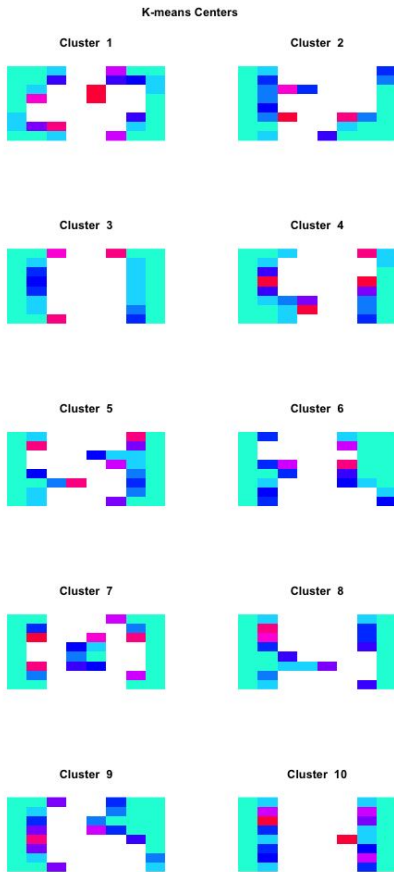 K-means Centers
Cluster 1
Cluster 2
Cluster 3
Cluster 4
Cluster 5
Cluster 6
Cluster 7
Cluster 8
Cluster 9
Cluster 10